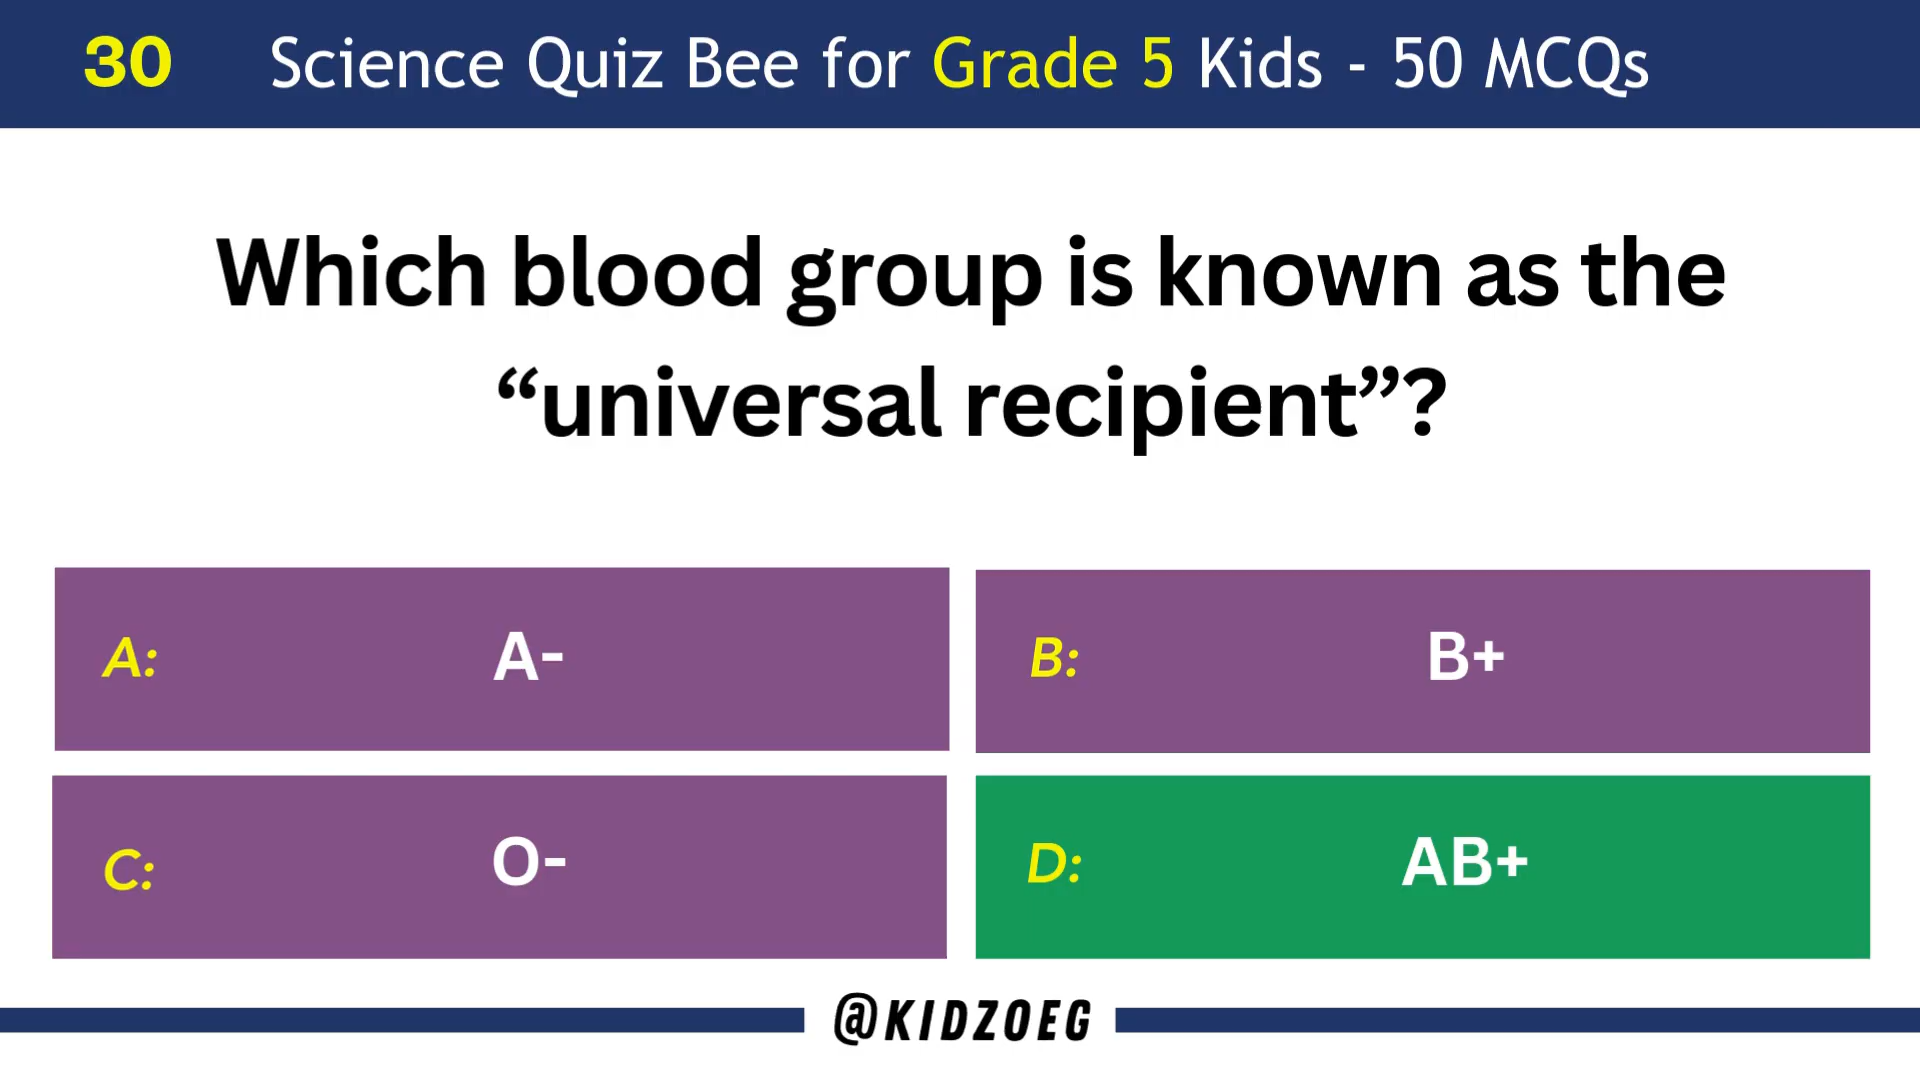 30 Science Quiz Bee for Grade 5 Kids - 50 MCQs
Which blood group is known as the
“universal recipient”?
A: A-
B: B+
C: O-
D: AB+
@KIDZOEG